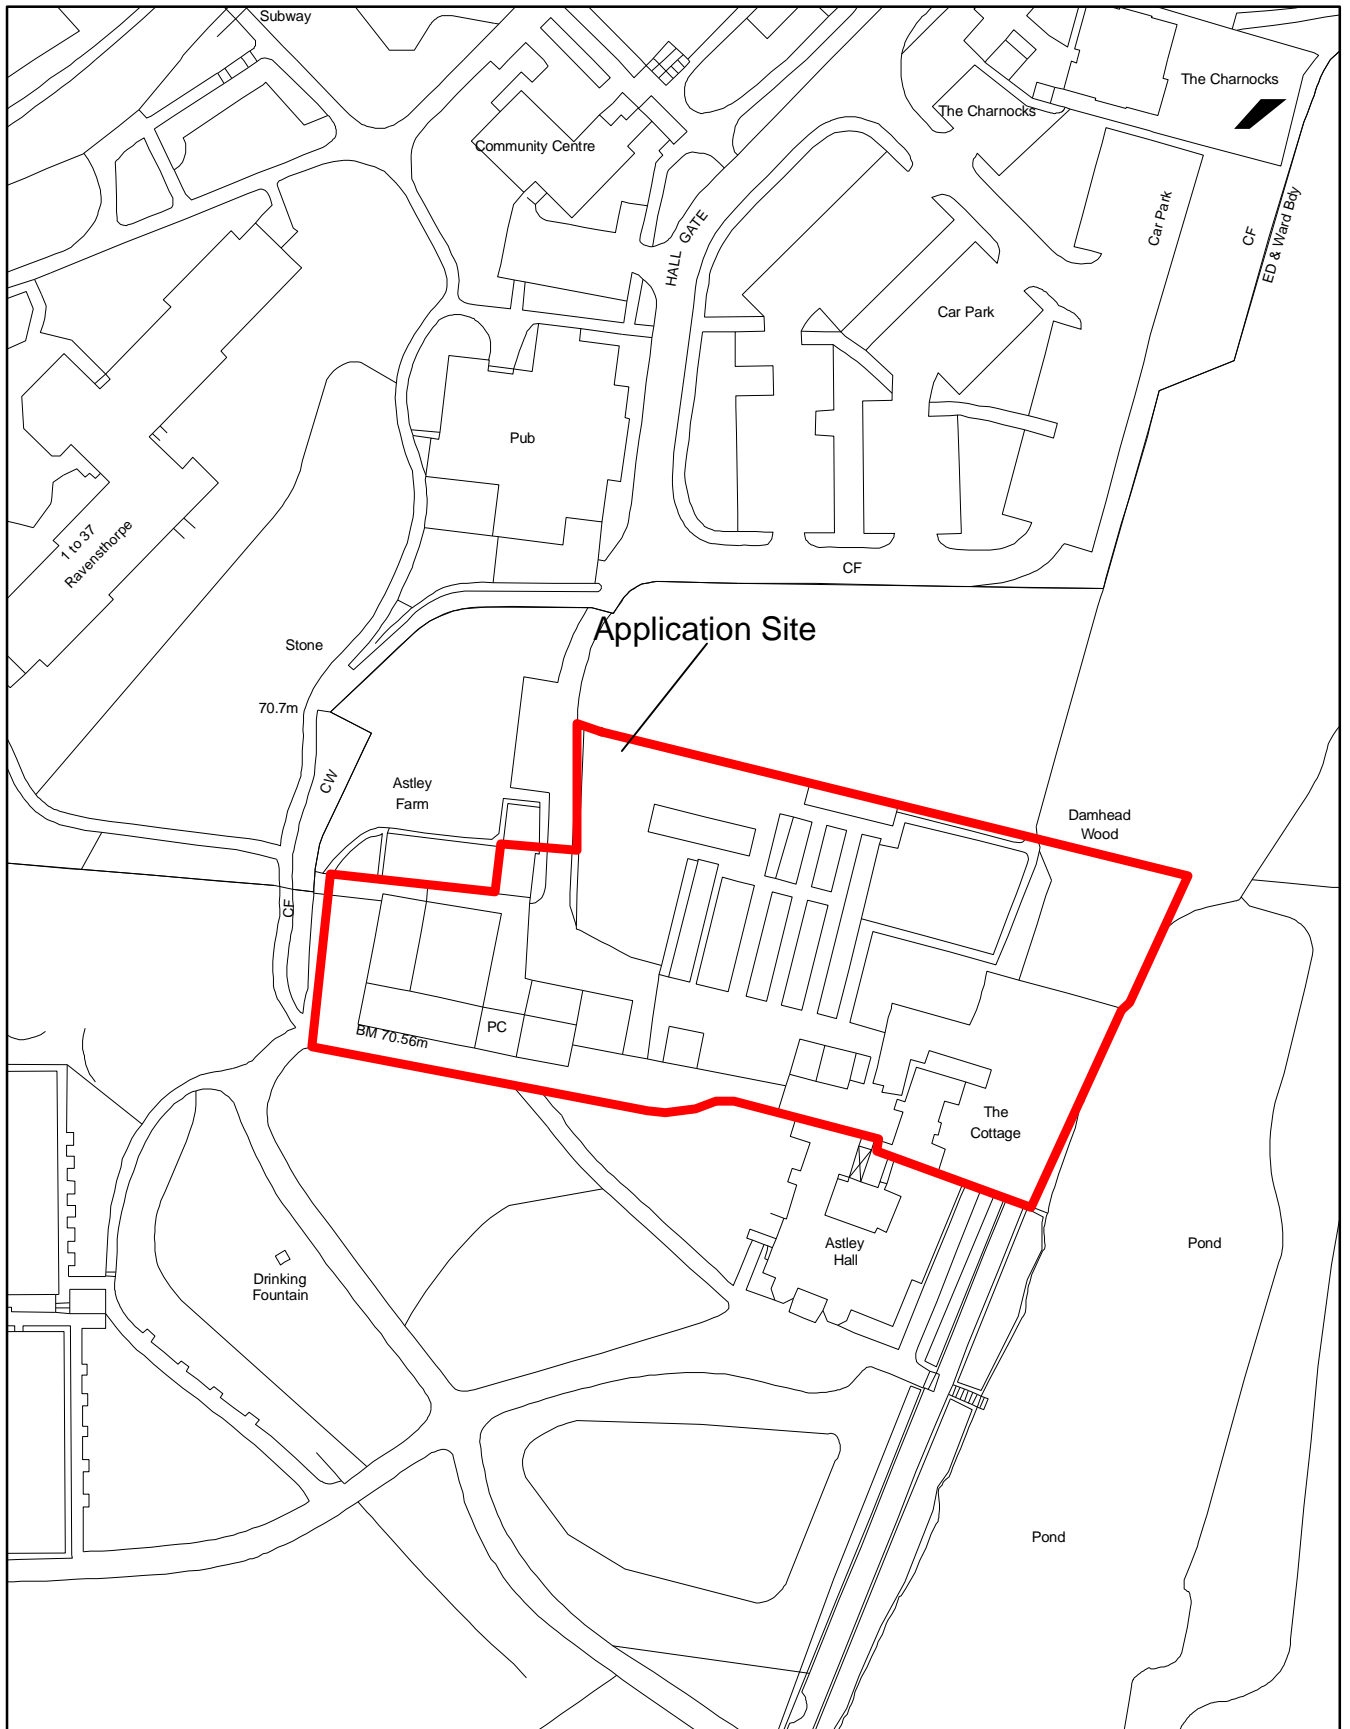 Subway
The Charnocks
The Charnocks
Community Centre
Car Park
CF
ED & Ward Bdy
HALL GATE
Car Park
Pub
1 to 37
Ravensthorpe
CF
Application Site
Stone
70.7m
CW
Astley
Farm
Damhead
Wood
CF
PC
BM 70.56m
The
Cottage
Astley
Hall
Pond
Drinking
Fountain
Pond